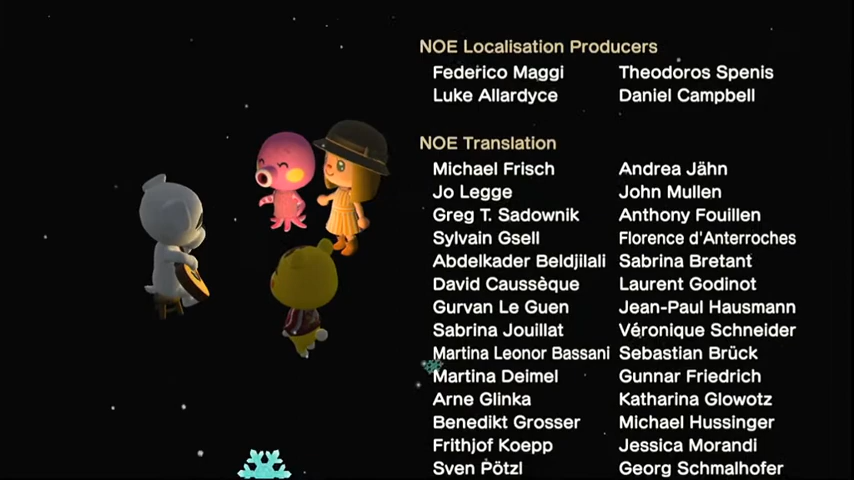 NOE Localisation Producers
Federico Maggi Theodoros Spenis
Luke Allardyce Daniel Campbell
NOE Translation
Michael Frisch Andrea Jähn
Jo Legge John Mullen
Greg T. Sadownik Anthony Fouillen
Sylvain Gsell Florence d'Anterroches
Abdelkader Beldjilali Sabrina Bretant
David Caussèque Laurent Godinot
Gurvan Le Guen Jean-Paul Hausmann
Sabrina Jouillat Véronique Schneider
Martina Leonor Bassani Sebastian Brück
Martina Deimel Gunnar Friedrich
Arne Glinka Katharina Glowotz
Benedikt Grosser Michael Hussinger
Frithjof Koepp Jessica Morandi
Sven Pötzl Georg Schmalhofer